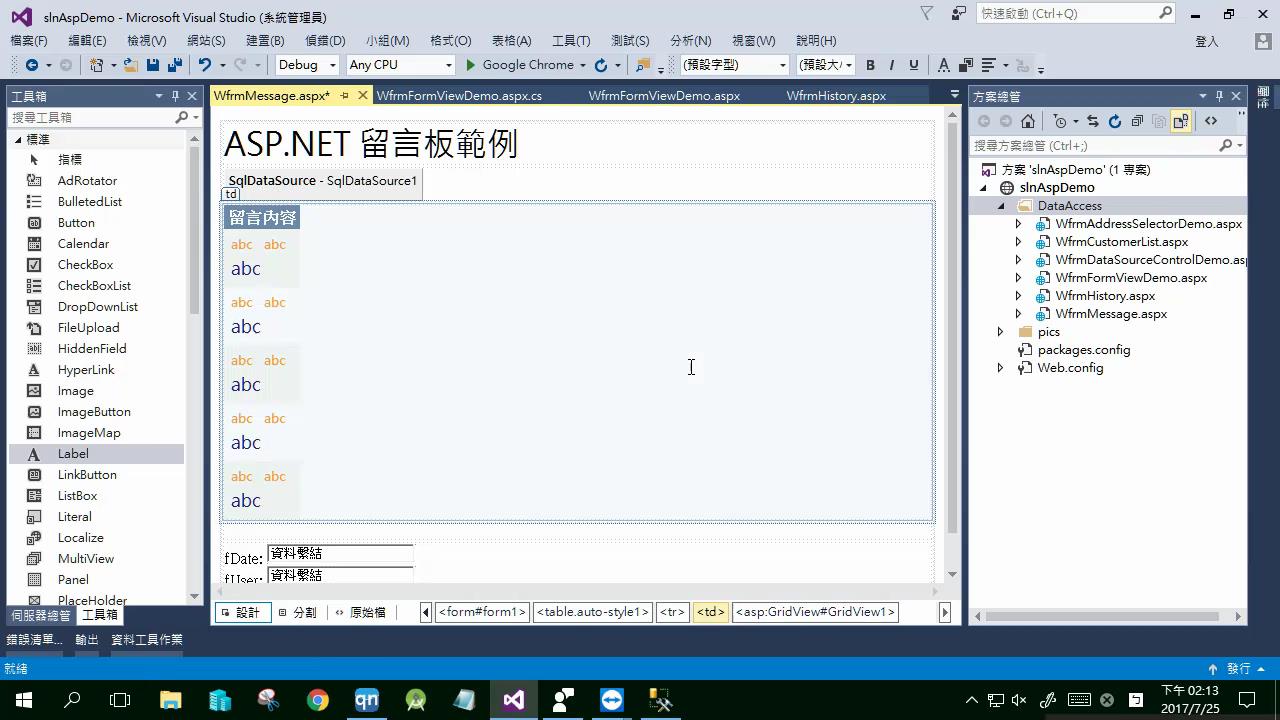 slnAspDemo - Microsoft Visual Studio (系統管理員)
快速啟動 (Ctrl+Q)
檔案(F) 編輯(E) 檢視(V) 網站(S) 建置(B) 偵錯(D) 小組(M) 格式(O) 表格(A) 工具(T) 測試(S) 分析(N) 視窗(W) 說明(H) 登入
Debug Any CPU Google Chrome (預設字型) (預設大 B I U A
工具箱
搜尋工具箱
標準
指標
AdRotator
BulletedList
Button
Calendar
CheckBox
CheckBoxList
DropDownList
FileUpload
HiddenField
HyperLink
Image
ImageButton
ImageMap
Label
LinkButton
ListBox
Literal
Localize
MultiView
Panel
PlaceHolder
伺服器總管 工具箱
WfrmMessage.aspx* WfrmFormViewDemo.aspx.cs WfrmFormViewDemo.aspx WfrmHistory.aspx
ASP.NET 留言板範例
SqlDataSource - SqlDataSource1
td
留言内容
abc abc
abc
abc abc
abc
abc abc
abc
abc abc
abc
abc abc
abc
fDate: 資料繫結
fUser: 資料繫結
設計 分割 原始檔 <form#form1> <table.auto-style1> <tr> <td> <asp:GridView#GridView1>
方案總管
搜尋方案總管 (Ctrl+;)
方案 'slnAspDemo' (1 專案)
slnAspDemo
DataAccess
WfrmAddressSelectorDemo.aspx
WfrmCustomerList.aspx
WfrmDataSourceControlDemo.asp
WfrmFormViewDemo.aspx
WfrmHistory.aspx
WfrmMessage.aspx
pics
packages.config
Web.config
錯誤清單... 輸出 資料工具作業
就緒 發行
qn
下午 02:13
2017/7/25